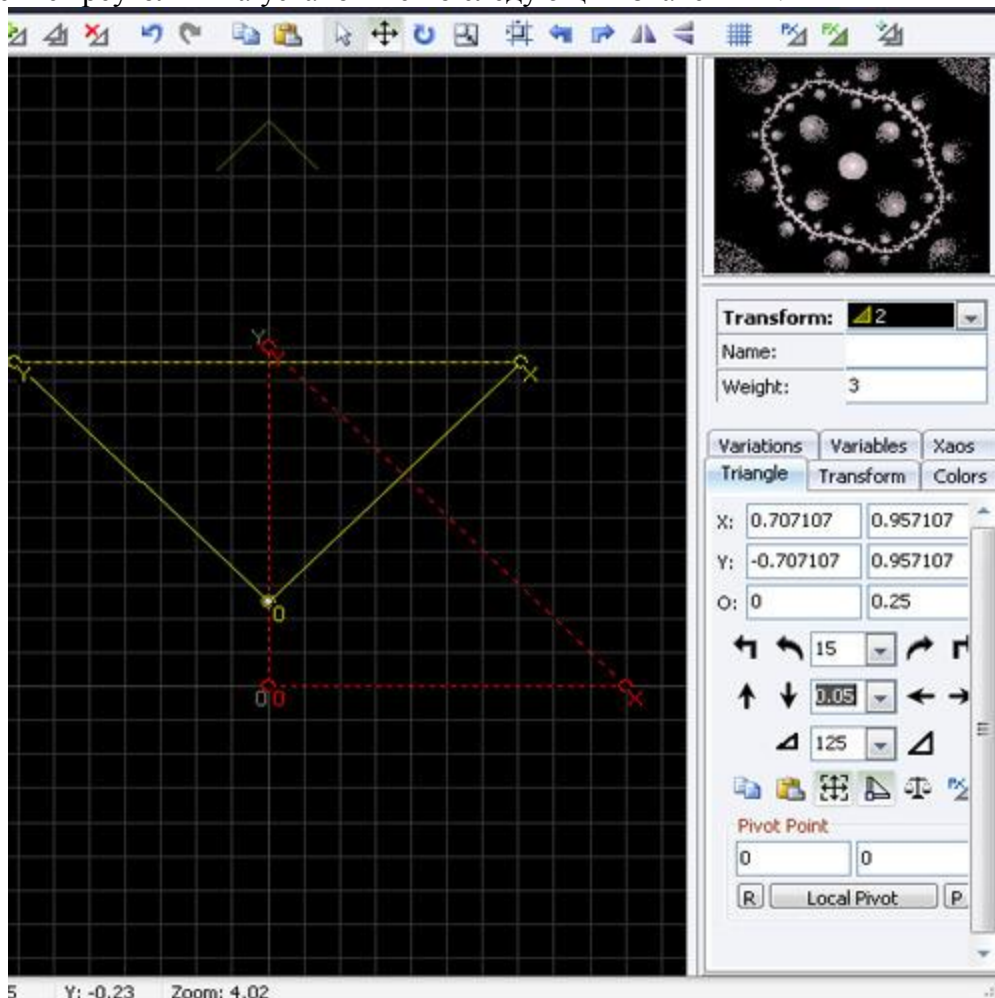 Transform: 2
Name:
Weight: 3
Variations Variables Xaos
Triangle Transform Colors
X: 0.707107 0.957107
Y: -0.707107 0.957107
O: 0 0.25
15
0.05
125
Pivot Point
0 0
R Local Pivot P
Y
X
Y
X
O
O O
X
5 Y: -0.23 Zoom: 4.02